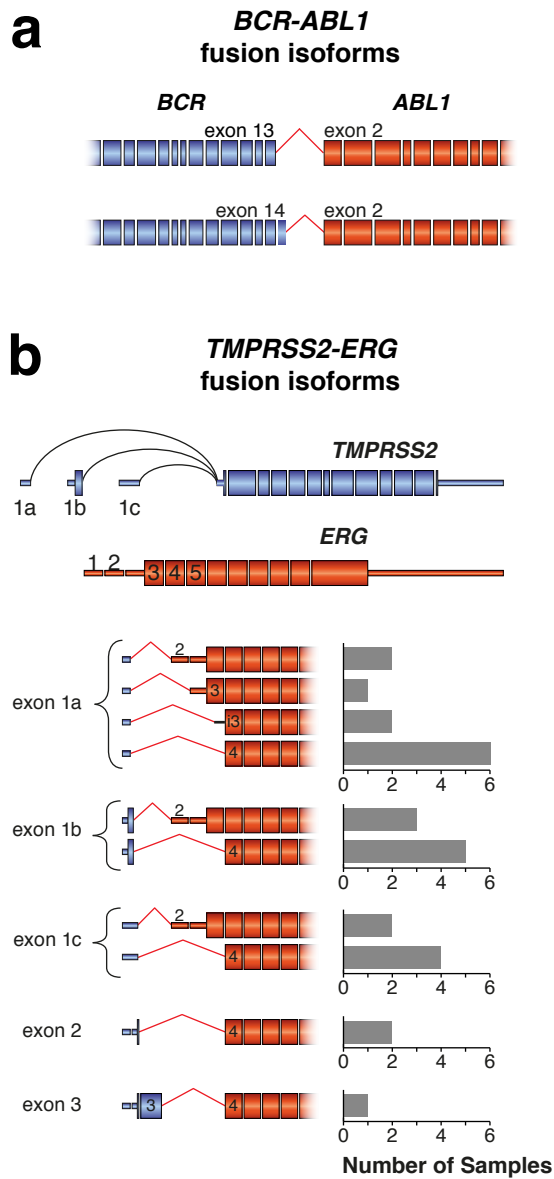 a
BCR-ABL1
fusion isoforms
BCR
ABL1
exon 13
exon 2
exon 14
exon 2
b
TMPRSS2-ERG
fusion isoforms
TMPRSS2
1a
1b
1c
ERG
1 2 3 4 5
exon 1a
2
3
i3
4
0 2 4 6
exon 1b
2
4
0 2 4 6
exon 1c
2
4
0 2 4 6
exon 2
4
0 2 4 6
exon 3
3
4
0 2 4 6
Number of Samples